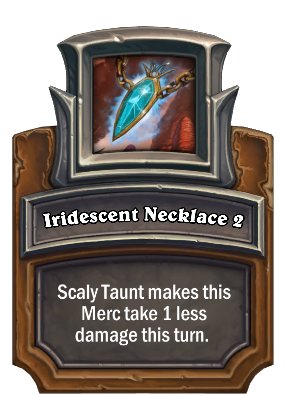 Iridescent Necklace 2
Scaly Taunt makes this
Merc take 1 less
damage this turn.